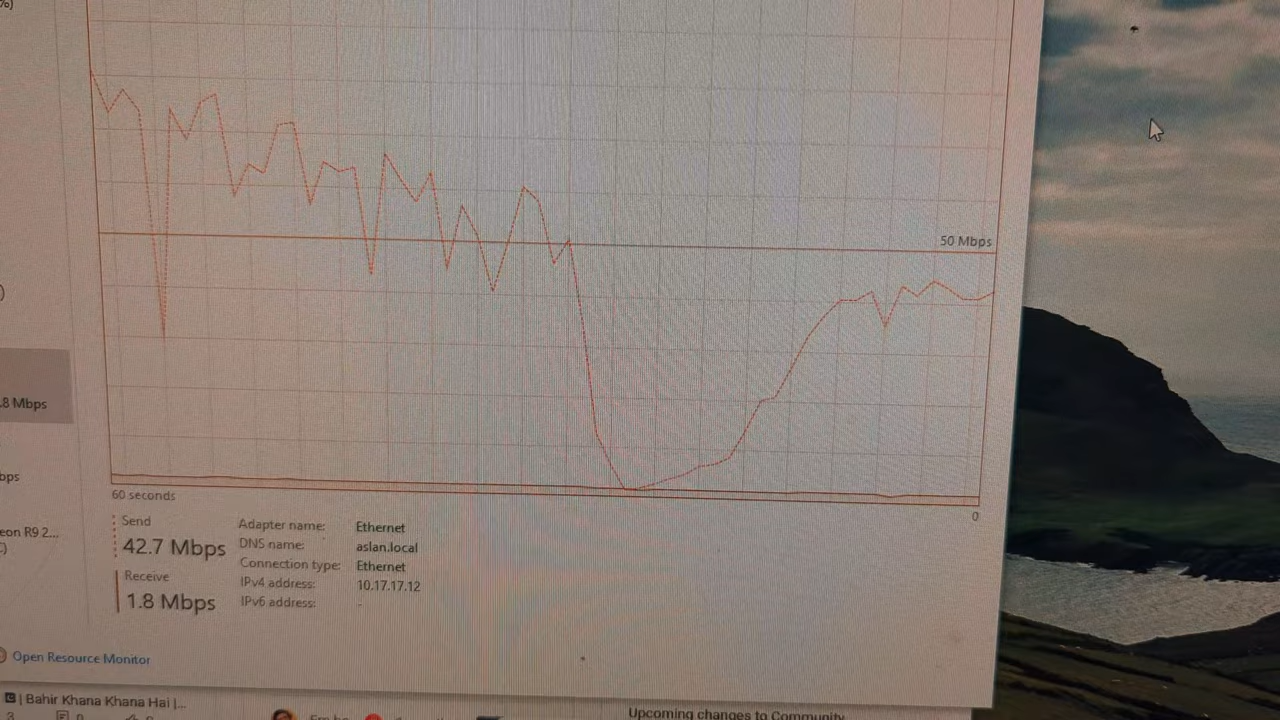 %)
50 Mbps
)
.8 Mbps
bps
60 seconds
0
eon R9 2...
C)
Send
42.7 Mbps
Receive
1.8 Mbps
Adapter name: Ethernet
DNS name: aslan.local
Connection type: Ethernet
IPv4 address: 10.17.17.12
IPv6 address: -
Open Resource Monitor
| Bahir Khana Khana Hai |...
Upcoming changes to Community